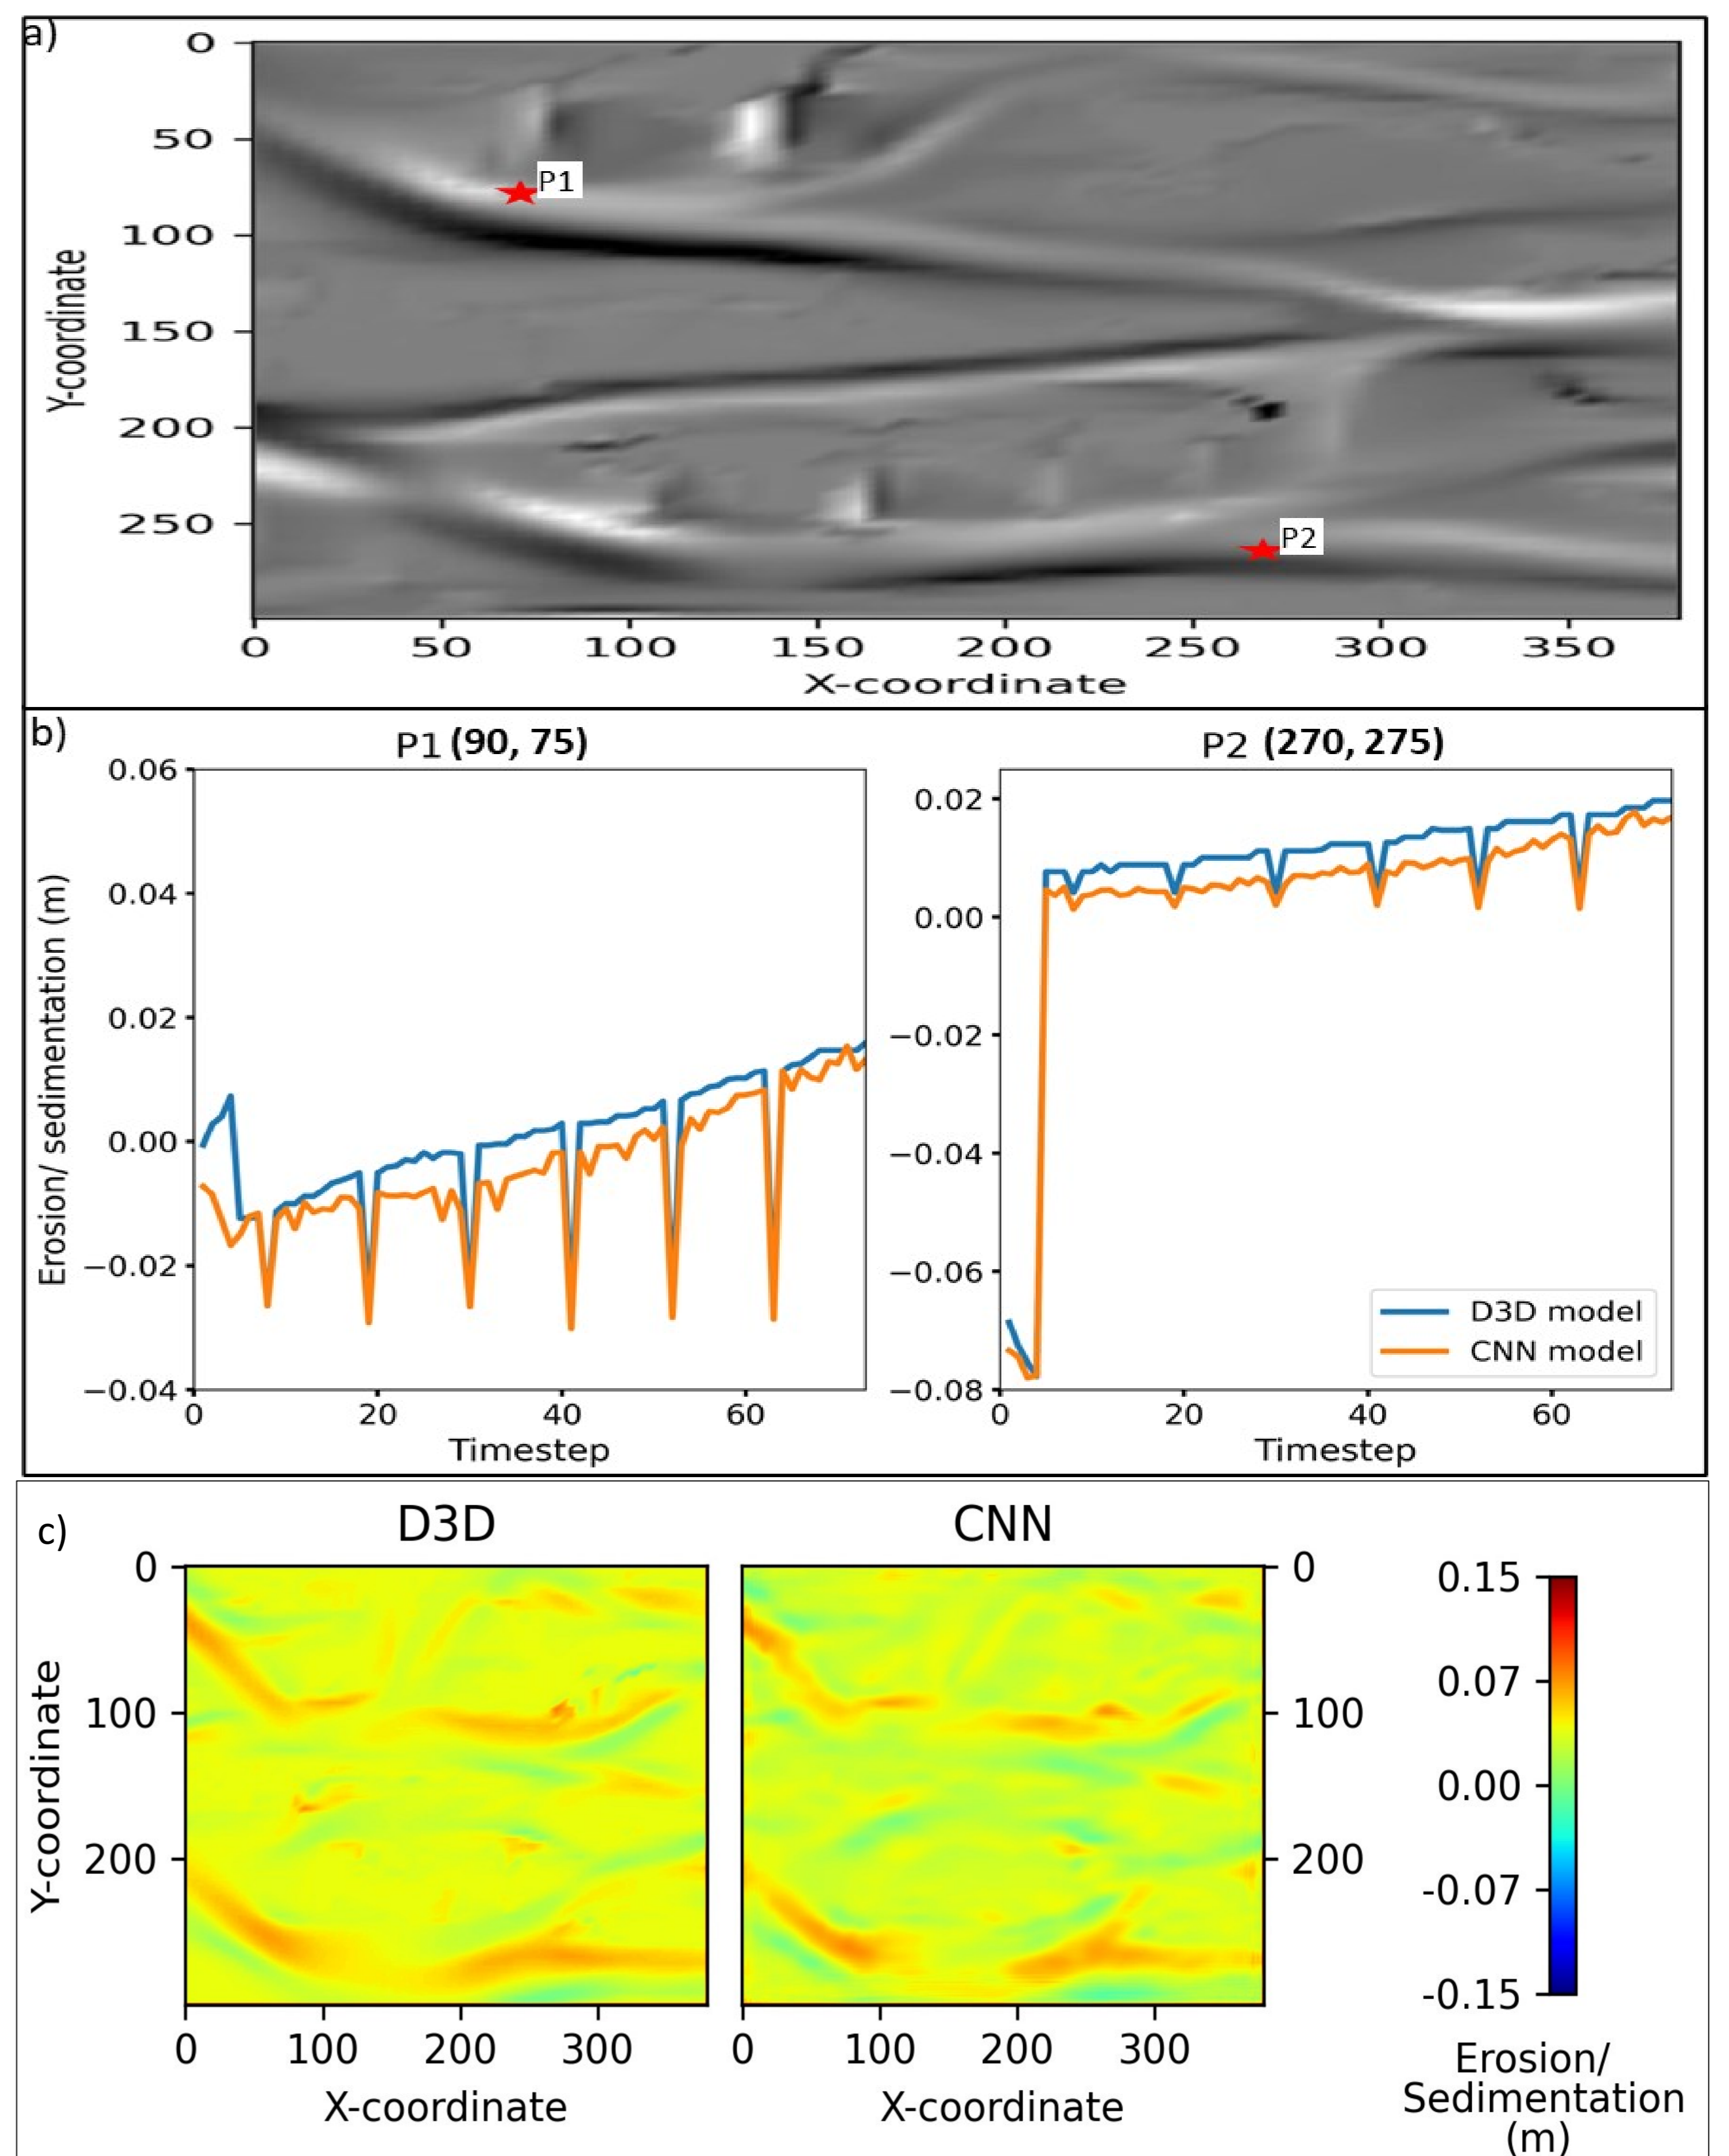 a)
0
50
100
150
200
250
Y-coordinate
P1
P2
0 50 100 150 200 250 300 350
X-coordinate
b)
P1 (90, 75)
0.06
0.04
0.02
0.00
−0.02
−0.04
Erosion/ sedimentation (m)
0 20 40 60
Timestep
P2 (270, 275)
0.02
0.00
−0.02
−0.04
−0.06
−0.08
D3D model
CNN model
0 20 40 60
Timestep
c)
D3D
0
100
200
Y-coordinate
0 100 200 300
X-coordinate
CNN
0
100
200
0 100 200 300
X-coordinate
0.15
0.07
0.00
-0.07
-0.15
Erosion/
Sedimentation
(m)